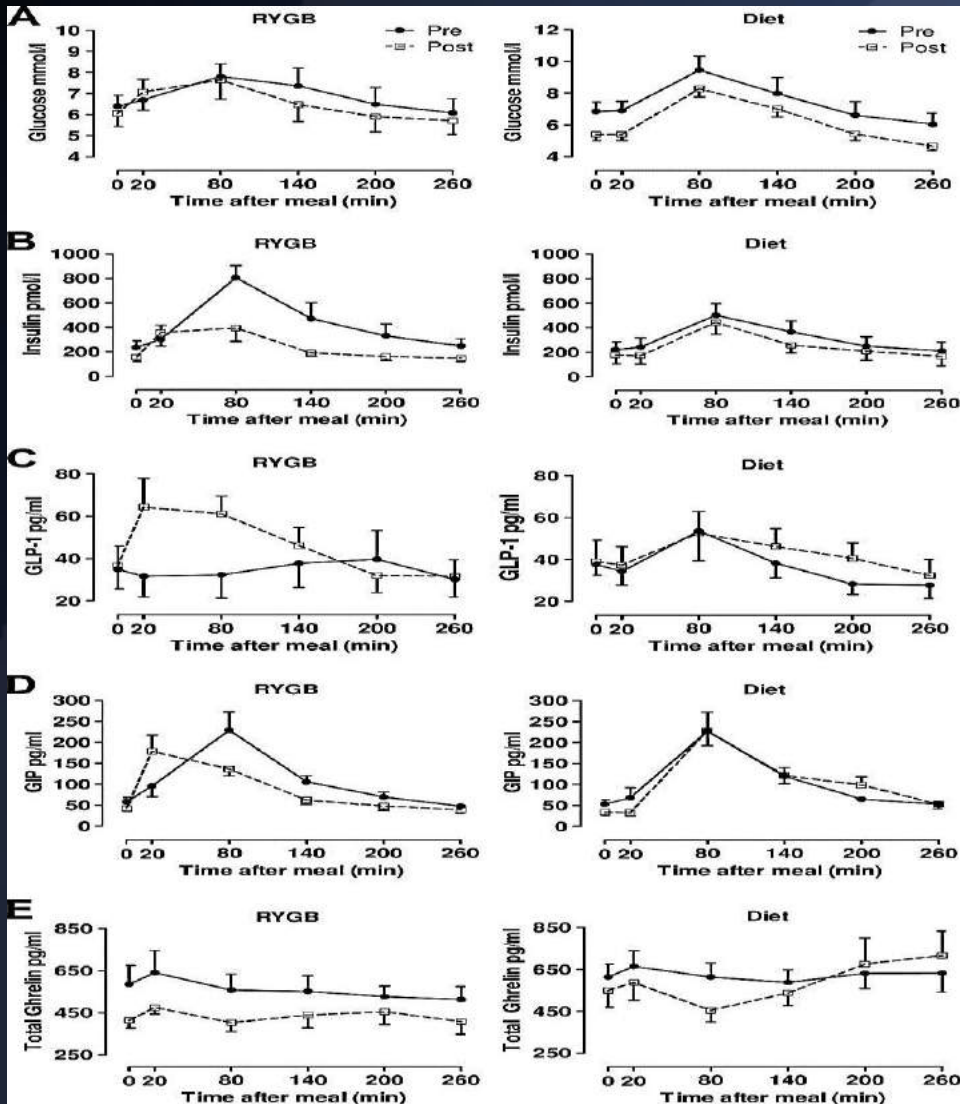 A
RYGB
Diet
Pre
Post
Pre
Post
Glucose mmol/l
10
9
8
7
6
5
4
0 20 80 140 200 260
Time after meal (min)
Glucose mmol/l
12
10
8
6
4
0 20 80 140 200 260
Time after meal (min)
B
RYGB
Diet
Insulin pmol/l
1000
800
600
400
200
0
0 20 80 140 200 260
Time after meal (min)
Insulin pmol/l
1000
800
600
400
200
0
0 20 80 140 200 260
Time after meal (min)
C
RYGB
Diet
GLP-1 pg/ml
80
60
40
20
0 20 80 140 200 260
Time after meal (min)
GLP-1 pg/ml
80
60
40
20
0 20 80 140 200 260
Time after meal (min)
D
RYGB
Diet
GIP pg/ml
300
250
200
150
100
50
0
0 20 80 140 200 260
Time after meal (min)
GIP pg/ml
300
250
200
150
100
50
0
0 20 80 140 200 260
Time after meal (min)
E
RYGB
Diet
Total Ghrelin pg/ml
850
650
450
250
0 20 80 140 200 260
Time after meal (min)
Total Ghrelin pg/ml
850
650
450
250
0 20 80 140 200 260
Time after meal (min)